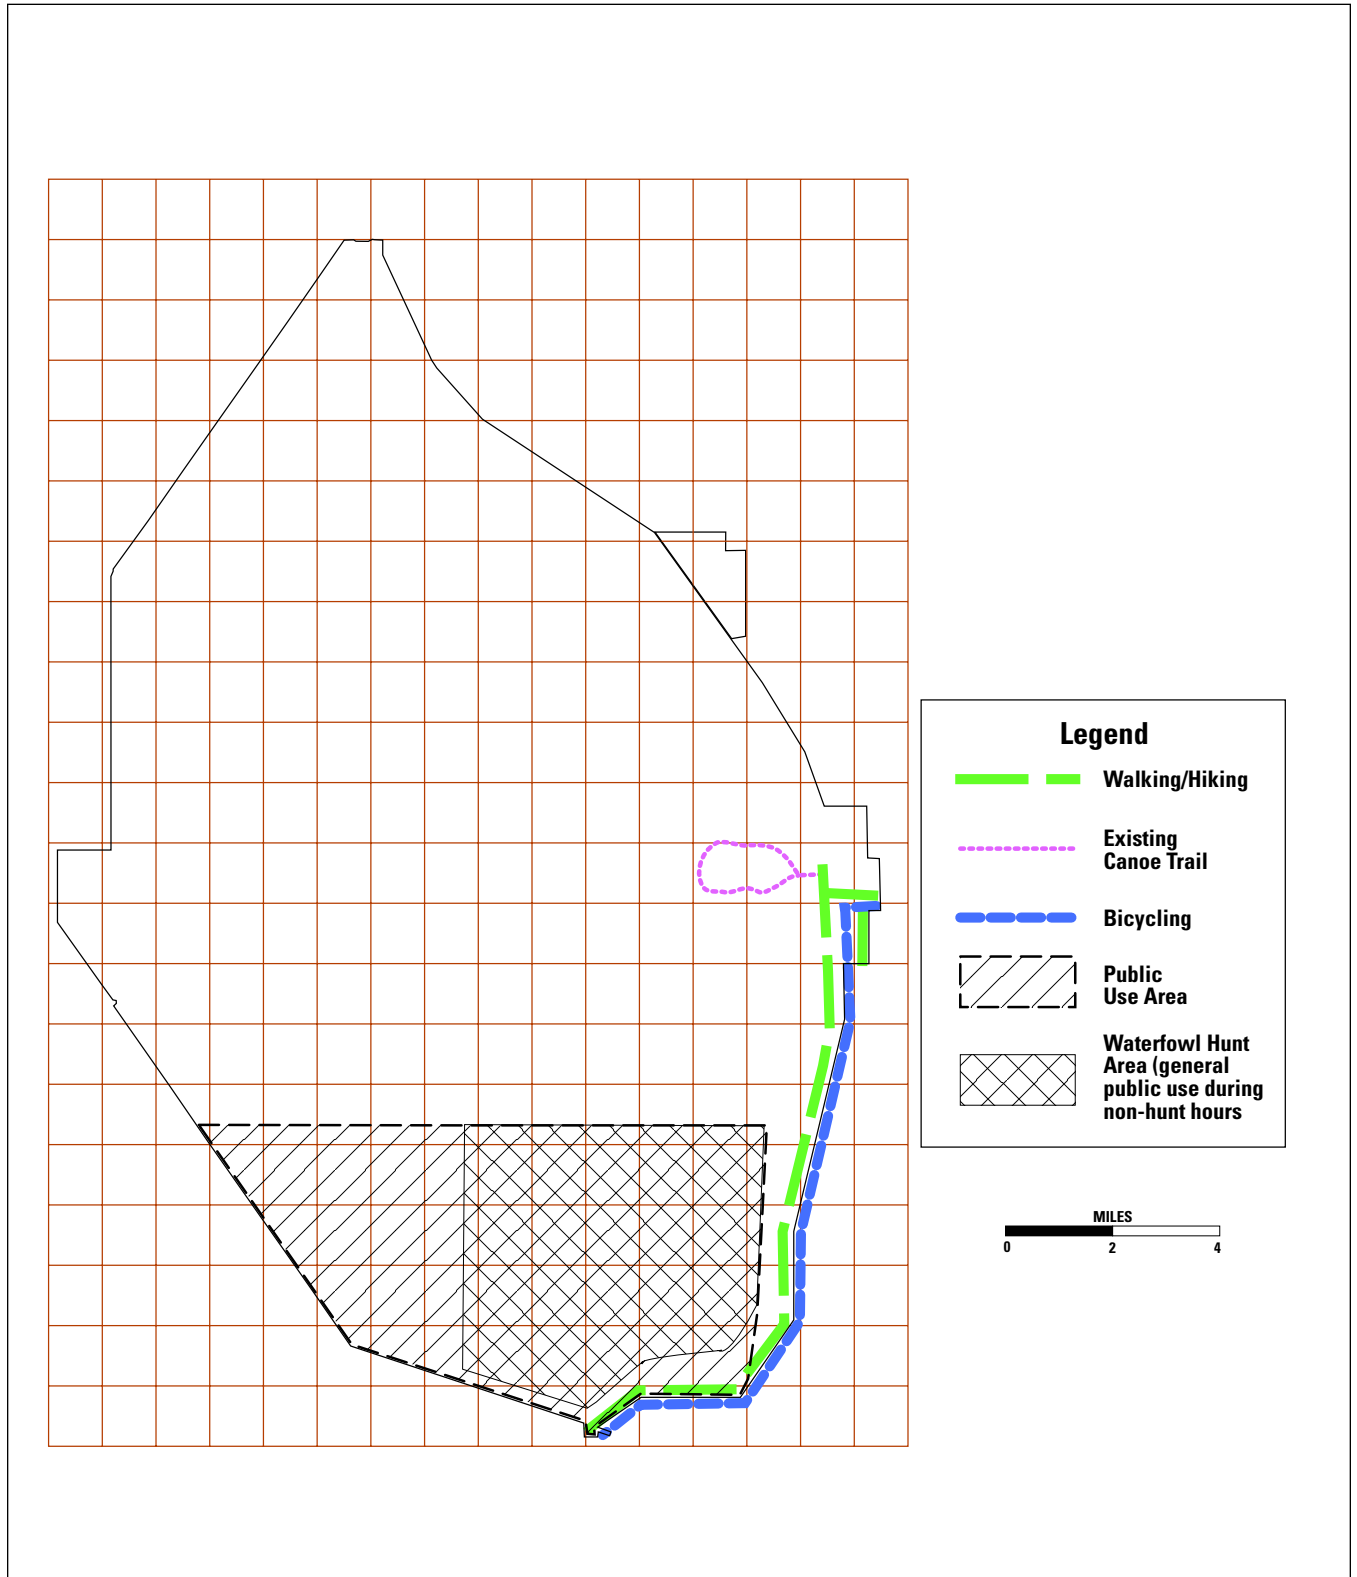 Legend
Walking/Hiking
Existing
Canoe Trail
Bicycling
Public
Use Area
Waterfowl Hunt
Area (general
public use during
non-hunt hours
MILES
0 2 4